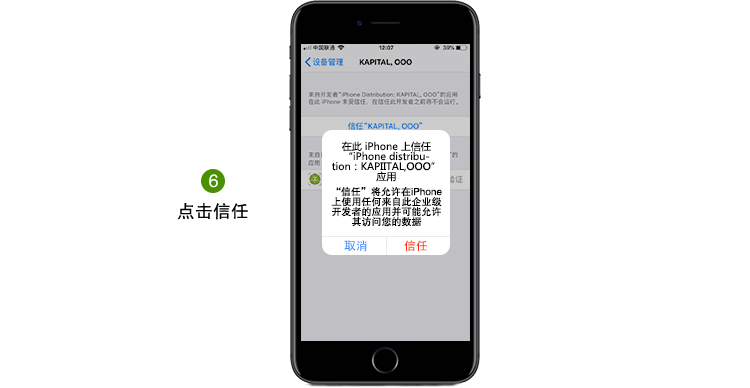 6
点击信任
中国联通
12:07
39%
设备管理
KAPITAL, OOO
来自开发者“iPhone Distribution: KAPITAL, OOO”的应用
在此 iPhone 未受信任，在信任此开发者之前将不会运行。
信任“KAPITAL, OOO”
在此 iPhone 上信任
“iPhone distribu-
tion：KAPIITAL,OOO”
应用
“信任”将允许在iPhone
上使用任何来自此企业级
开发者的应用并可能允许
其访问您的数据
来自
的
应用
验证
取消
信任